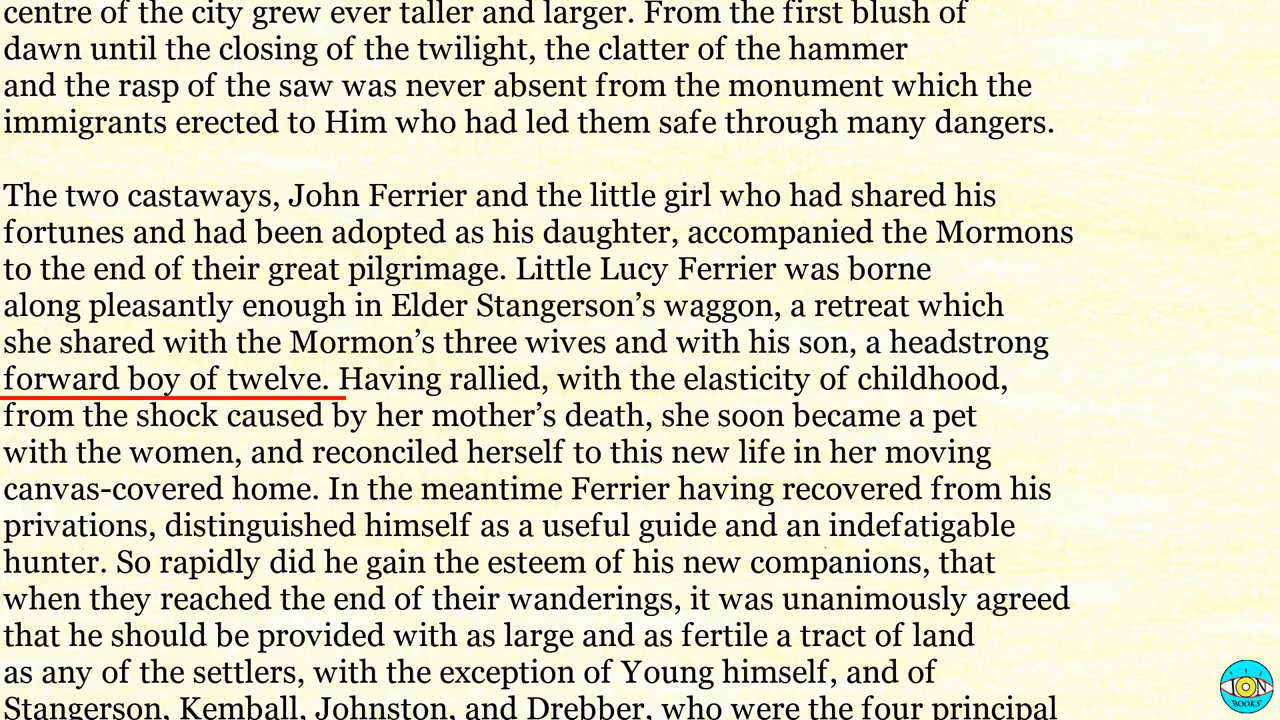 centre of the city grew ever taller and larger. From the first blush of
dawn until the closing of the twilight, the clatter of the hammer
and the rasp of the saw was never absent from the monument which the
immigrants erected to Him who had led them safe through many dangers.
The two castaways, John Ferrier and the little girl who had shared his
fortunes and had been adopted as his daughter, accompanied the Mormons
to the end of their great pilgrimage. Little Lucy Ferrier was borne
along pleasantly enough in Elder Stangerson’s waggon, a retreat which
she shared with the Mormon’s three wives and with his son, a headstrong
forward boy of twelve. Having rallied, with the elasticity of childhood,
from the shock caused by her mother’s death, she soon became a pet
with the women, and reconciled herself to this new life in her moving
canvas-covered home. In the meantime Ferrier having recovered from his
privations, distinguished himself as a useful guide and an indefatigable
hunter. So rapidly did he gain the esteem of his new companions, that
when they reached the end of their wanderings, it was unanimously agreed
that he should be provided with as large and as fertile a tract of land
as any of the settlers, with the exception of Young himself, and of
Stangerson, Kemball, Johnston, and Drebber, who were the four principal
ION
BOOKS